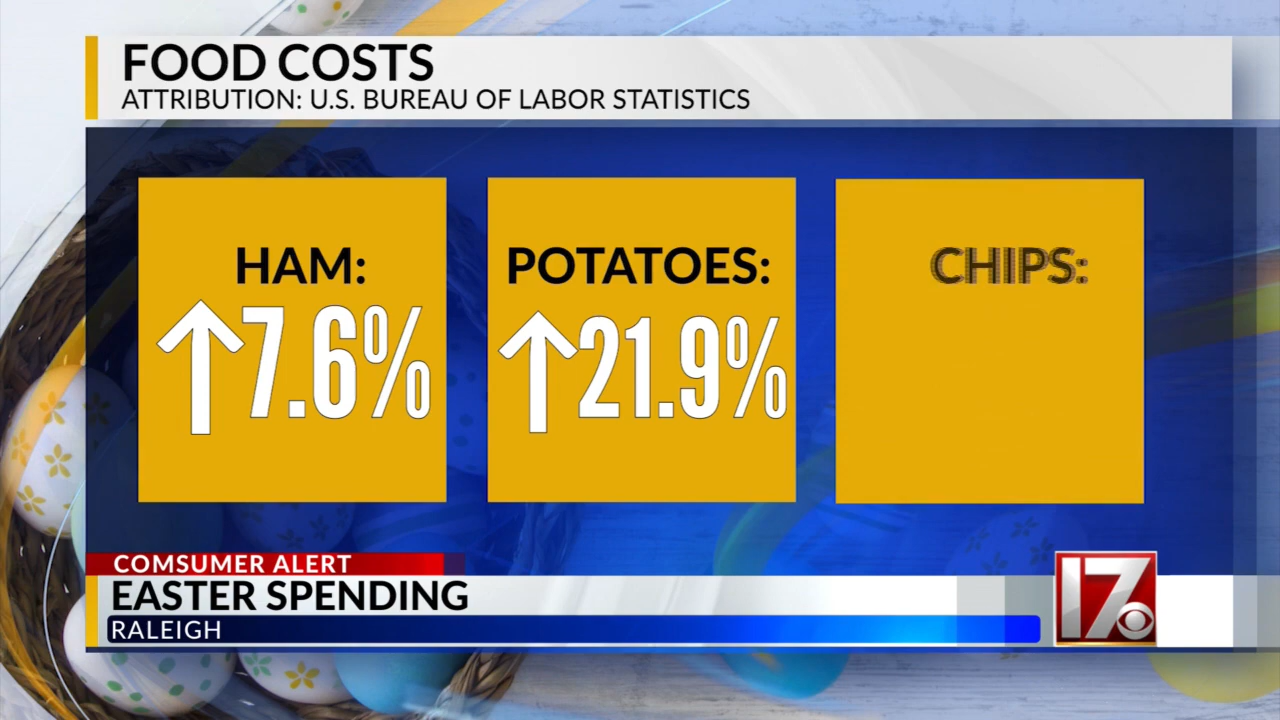 FOOD COSTS
ATTRIBUTION: U.S. BUREAU OF LABOR STATISTICS
HAM:
↑7.6%
POTATOES:
↑21.9%
CHIPS:
COMSUMER ALERT
EASTER SPENDING
RALEIGH
17